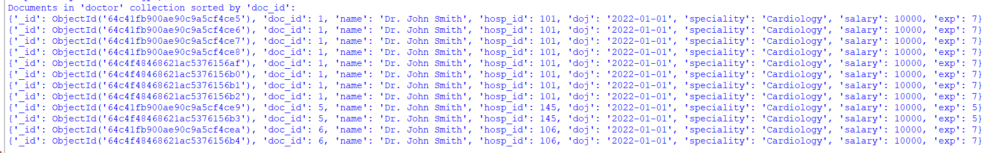 Documents in 'doctor' collection sorted by 'doc_id':
{'_id': ObjectId('64c41fb900ae90c9a5cf4ce5'), 'doc_id': 1, 'name': 'Dr. John Smith', 'hosp_id': 101, 'doj': '2022-01-01', 'speciality': 'Cardiology', 'salary': 10000, 'exp': 7}
{'_id': ObjectId('64c41fb900ae90c9a5cf4ce6'), 'doc_id': 1, 'name': 'Dr. John Smith', 'hosp_id': 101, 'doj': '2022-01-01', 'speciality': 'Cardiology', 'salary': 10000, 'exp': 7}
{'_id': ObjectId('64c41fb900ae90c9a5cf4ce7'), 'doc_id': 1, 'name': 'Dr. John Smith', 'hosp_id': 101, 'doj': '2022-01-01', 'speciality': 'Cardiology', 'salary': 10000, 'exp': 7}
{'_id': ObjectId('64c41fb900ae90c9a5cf4ce8'), 'doc_id': 1, 'name': 'Dr. John Smith', 'hosp_id': 101, 'doj': '2022-01-01', 'speciality': 'Cardiology', 'salary': 10000, 'exp': 7}
{'_id': ObjectId('64c4f48468621ac5376156af'), 'doc_id': 1, 'name': 'Dr. John Smith', 'hosp_id': 101, 'doj': '2022-01-01', 'speciality': 'Cardiology', 'salary': 10000, 'exp': 7}
{'_id': ObjectId('64c4f48468621ac5376156b0'), 'doc_id': 1, 'name': 'Dr. John Smith', 'hosp_id': 101, 'doj': '2022-01-01', 'speciality': 'Cardiology', 'salary': 10000, 'exp': 7}
{'_id': ObjectId('64c4f48468621ac5376156b1'), 'doc_id': 1, 'name': 'Dr. John Smith', 'hosp_id': 101, 'doj': '2022-01-01', 'speciality': 'Cardiology', 'salary': 10000, 'exp': 7}
{'_id': ObjectId('64c4f48468621ac5376156b2'), 'doc_id': 1, 'name': 'Dr. John Smith', 'hosp_id': 101, 'doj': '2022-01-01', 'speciality': 'Cardiology', 'salary': 10000, 'exp': 7}
{'_id': ObjectId('64c41fb900ae90c9a5cf4ce9'), 'doc_id': 5, 'name': 'Dr. John Smith', 'hosp_id': 145, 'doj': '2022-01-01', 'speciality': 'Cardiology', 'salary': 10000, 'exp': 5}
{'_id': ObjectId('64c4f48468621ac5376156b3'), 'doc_id': 5, 'name': 'Dr. John Smith', 'hosp_id': 145, 'doj': '2022-01-01', 'speciality': 'Cardiology', 'salary': 10000, 'exp': 5}
{'_id': ObjectId('64c41fb900ae90c9a5cf4cea'), 'doc_id': 6, 'name': 'Dr. John Smith', 'hosp_id': 106, 'doj': '2022-01-01', 'speciality': 'Cardiology', 'salary': 10000, 'exp': 7}
{'_id': ObjectId('64c4f48468621ac5376156b4'), 'doc_id': 6, 'name': 'Dr. John Smith', 'hosp_id': 106, 'doj': '2022-01-01', 'speciality': 'Cardiology', 'salary': 10000, 'exp': 7}